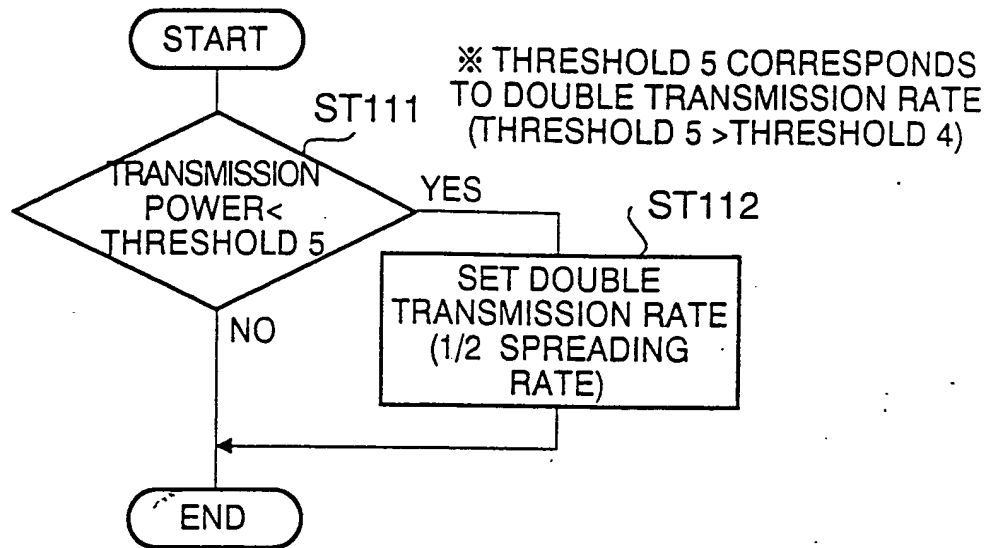 START
※ THRESHOLD 5 CORRESPONDS
TO DOUBLE TRANSMISSION RATE
(THRESHOLD 5 >THRESHOLD 4)
ST111
TRANSMISSION
POWER<
THRESHOLD 5
YES
ST112
SET DOUBLE
TRANSMISSION RATE
(1/2 SPREADING
RATE)
NO
END